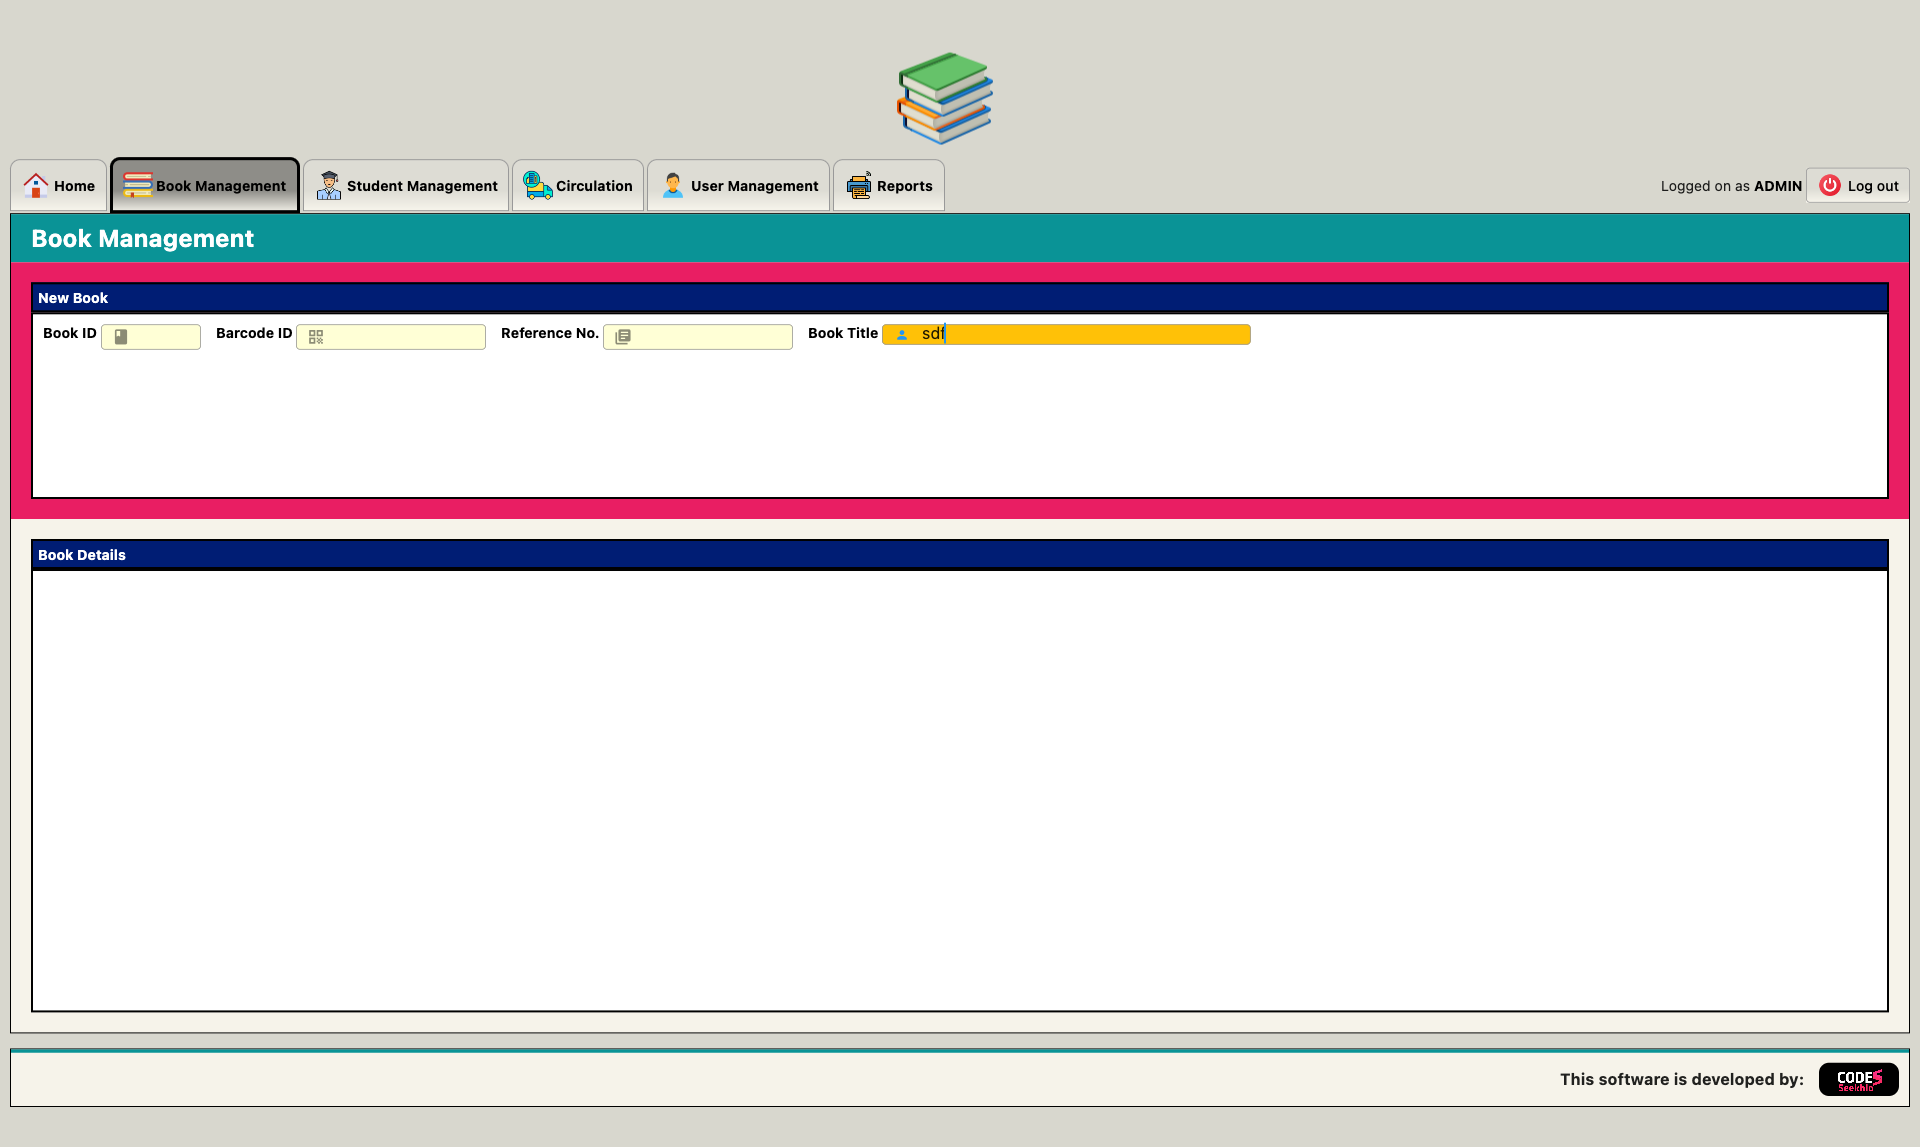 Home
Book Management
Student Management
Circulation
User Management
Reports
Logged on as ADMIN
Log out
Book Management
New Book
Book ID
Barcode ID
Reference No.
Book Title
sdf
Book Details
This software is developed by:
CODES
Seekhlo